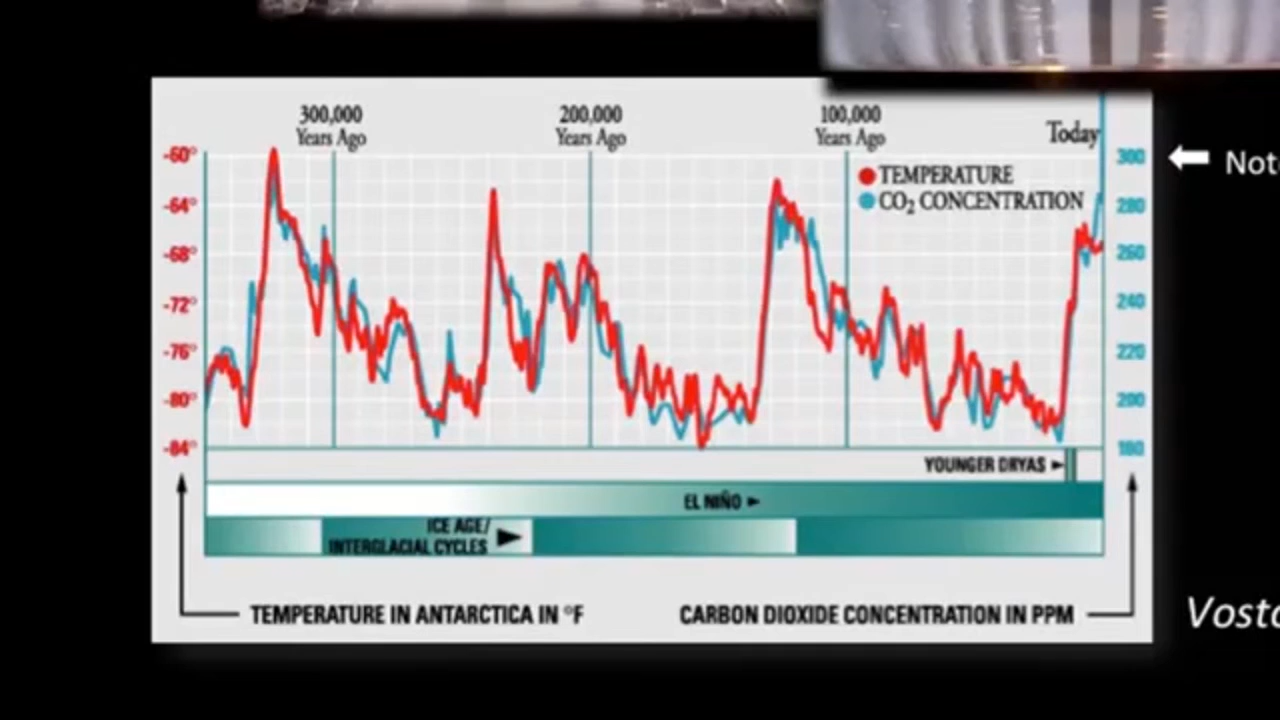 300,000
Years Ago
200,000
Years Ago
100,000
Years Ago
Today
-60°
-64°
-68°
-72°
-76°
-80°
-84°
TEMPERATURE
CO₂ CONCENTRATION
300
280
260
240
220
200
180
Not
YOUNGER DRYAS
EL NIÑO
ICE AGE/
INTERGLACIAL CYCLES
TEMPERATURE IN ANTARCTICA IN °F
CARBON DIOXIDE CONCENTRATION IN PPM
Vosto